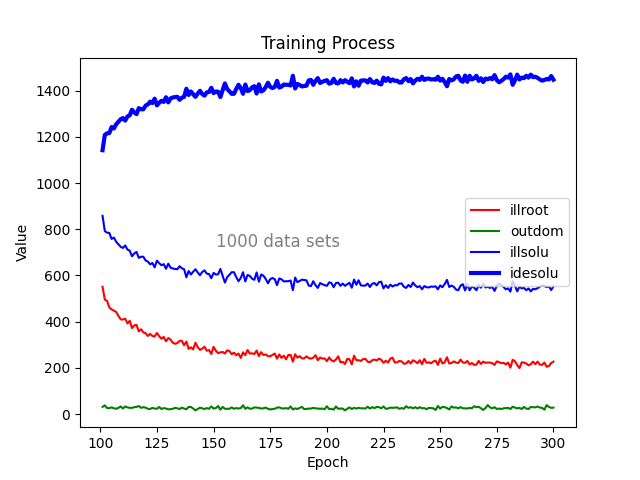 Training Process
Value
1400
1200
1000
800
600
400
200
0
1000 data sets
illroot
outdom
illsolu
idesolu
100
125
150
175
200
225
250
275
300
Epoch